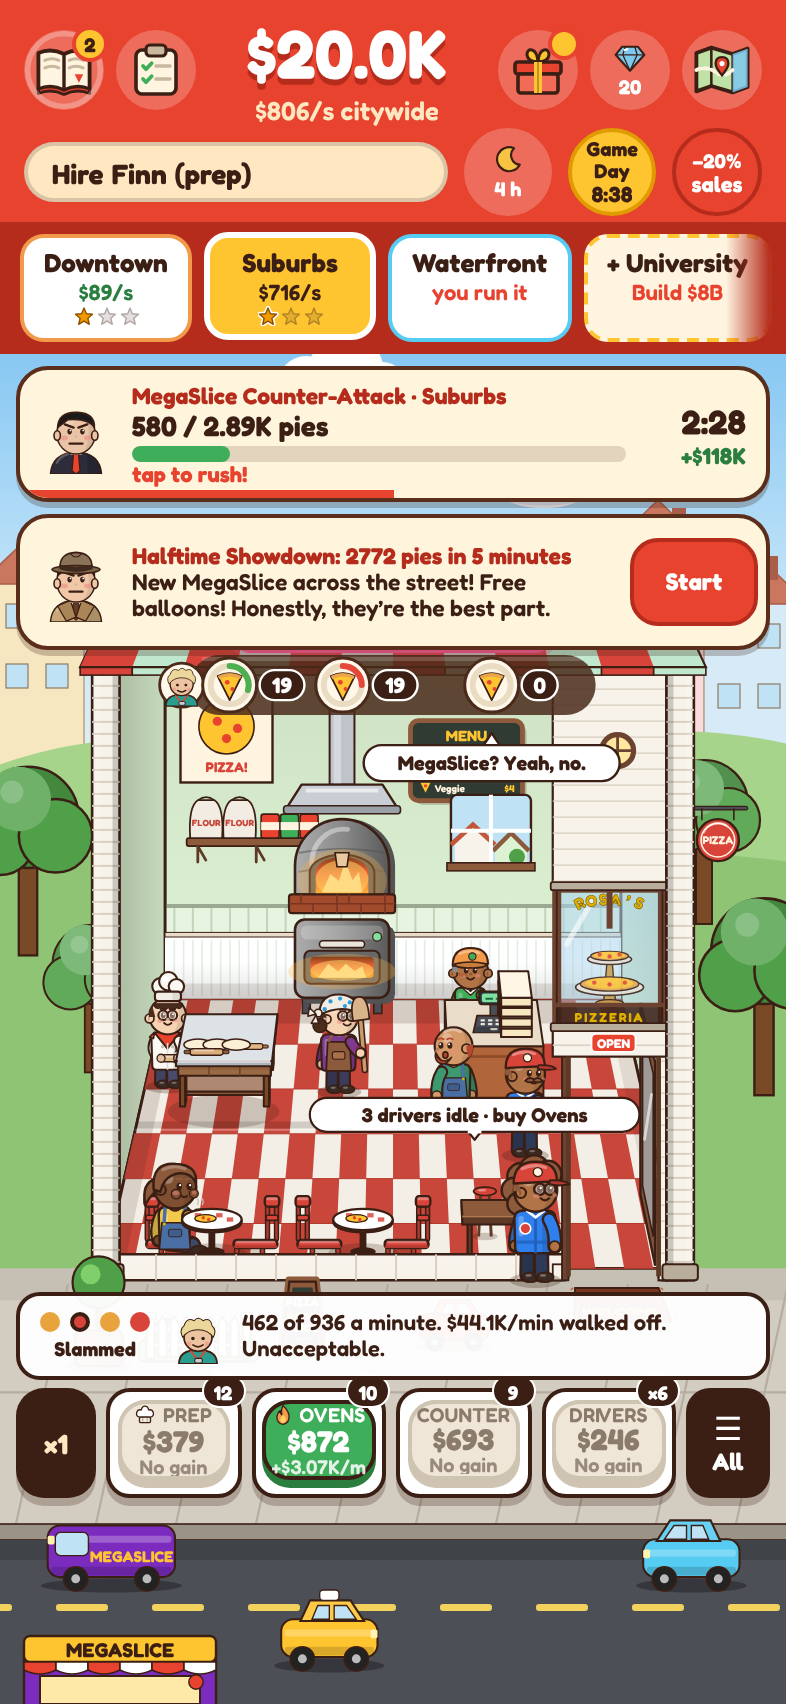 2
$20.0K
$806/s citywide
20
Hire Finn (prep)
4 h
Game
Day
8:38
−20%
sales
Downtown
$89/s
Suburbs
$716/s
Waterfront
you run it
+ University
Build $8B
MegaSlice Counter-Attack · Suburbs
580 / 2.89K pies
tap to rush!
2:28
+$118K
Halftime Showdown: 2772 pies in 5 minutes
New MegaSlice across the street! Free
balloons! Honestly, they're the best part.
Start
19
19
0
PIZZA!
MENU
MegaSlice? Yeah, no.
Veggie $4
FLOUR
FLOUR
PIZZA
ROSA'S
PIZZERIA
OPEN
3 drivers idle · buy Ovens
Slammed
462 of 936 a minute. $44.1K/min walked off.
Unacceptable.
×1
12
PREP
$379
No gain
10
OVENS
$872
+$3.07K/m
9
COUNTER
$693
No gain
×6
DRIVERS
$246
No gain
All
MEGASLICE
MEGASLICE